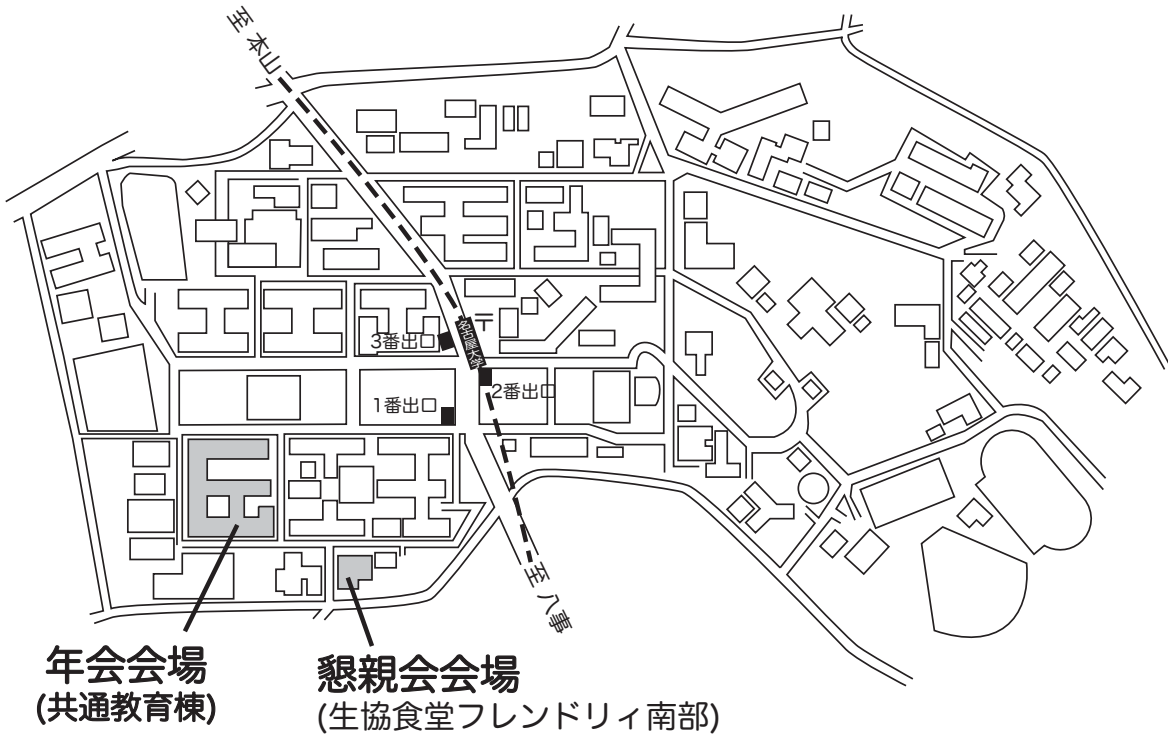 至 本山
名古屋大学
〒
3番出口
2番出口
1番出口
至 八事
年会会場
(共通教育棟)
懇親会会場
(生協食堂フレンドリィ南部)